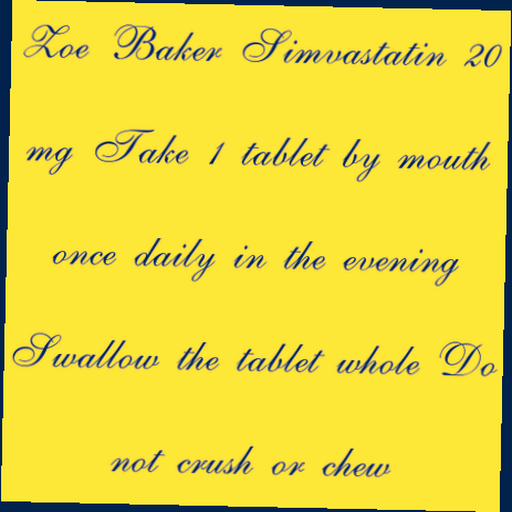 Zoe Baker Simvastatin 20
mg Take 1 tablet by mouth
once daily in the evening
Swallow the tablet whole Do
not crush or chew